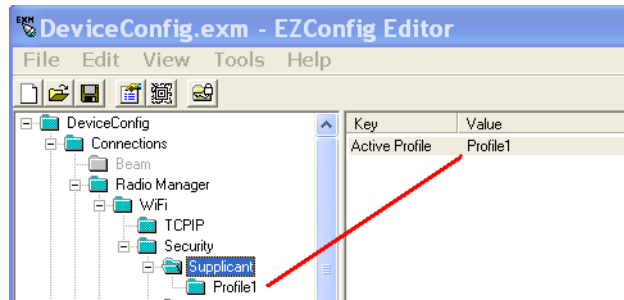 DeviceConfig.exm - EZConfig Editor
File Edit View Tools Help
DeviceConfig
Connections
Beam
Radio Manager
WiFi
TCPIP
Security
Supplicant
Profile1
Key Value
Active Profile Profile1